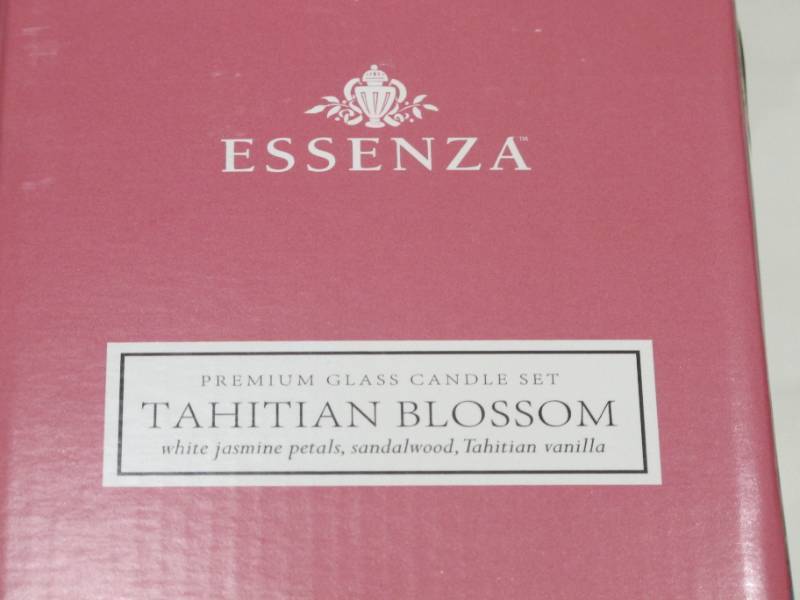 ESSENZA™
PREMIUM GLASS CANDLE SET
TAHITIAN BLOSSOM
white jasmine petals, sandalwood, Tahitian vanilla